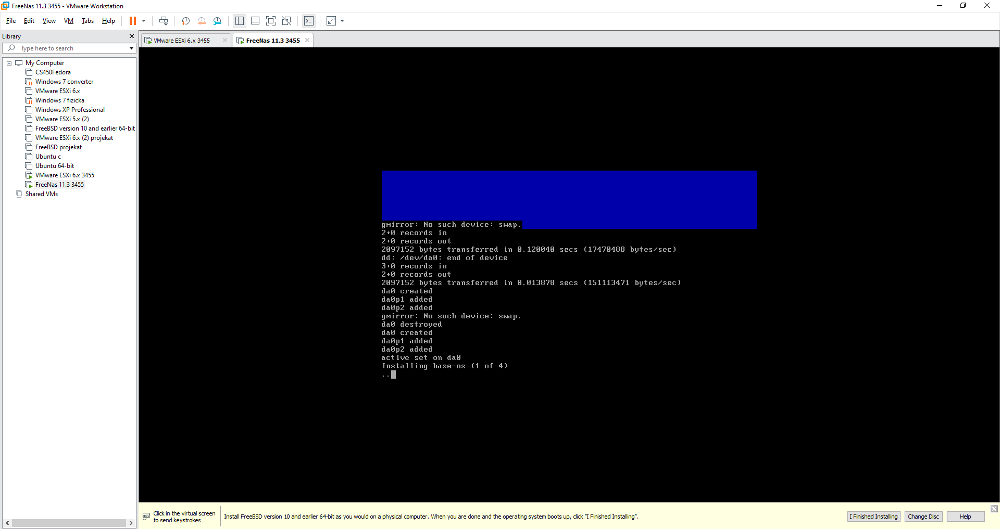 FreeNas 11.3 3455 - VMware Workstation
File Edit View VM Tabs Help
Library
Type here to search
My Computer
CS450Fedora
Windows 7 converter
VMware ESXi 6.x
Windows 7 fizicka
Windows XP Professional
VMware ESXi 5.x (2)
FreeBSD version 10 and earlier 64-bit
VMware ESXi 6.x (2) projekat
FreeBSD projekat
Ubuntu c
Ubuntu 64-bit
VMware ESXi 6.x 3455
FreeNas 11.3 3455
Shared VMs
VMware ESXi 6.x 3455
FreeNas 11.3 3455
gmirror: No such device: swap.
2+0 records in
2+0 records out
2097152 bytes transferred in 0.120040 secs (17470488 bytes/sec)
dd: /dev/da0: end of device
3+0 records in
2+0 records out
2097152 bytes transferred in 0.013878 secs (151113471 bytes/sec)
da0 created
da0p1 added
da0p2 added
gmirror: No such device: swap.
da0 destroyed
da0 created
da0p1 added
da0p2 added
active set on da0
Installing base-os (1 of 4)
..
Click in the virtual screen
to send keystrokes
Install FreeBSD version 10 and earlier 64-bit as you would on a physical computer. When you are done and the operating system boots up, click "I Finished Installing".
I Finished Installing
Change Disc
Help